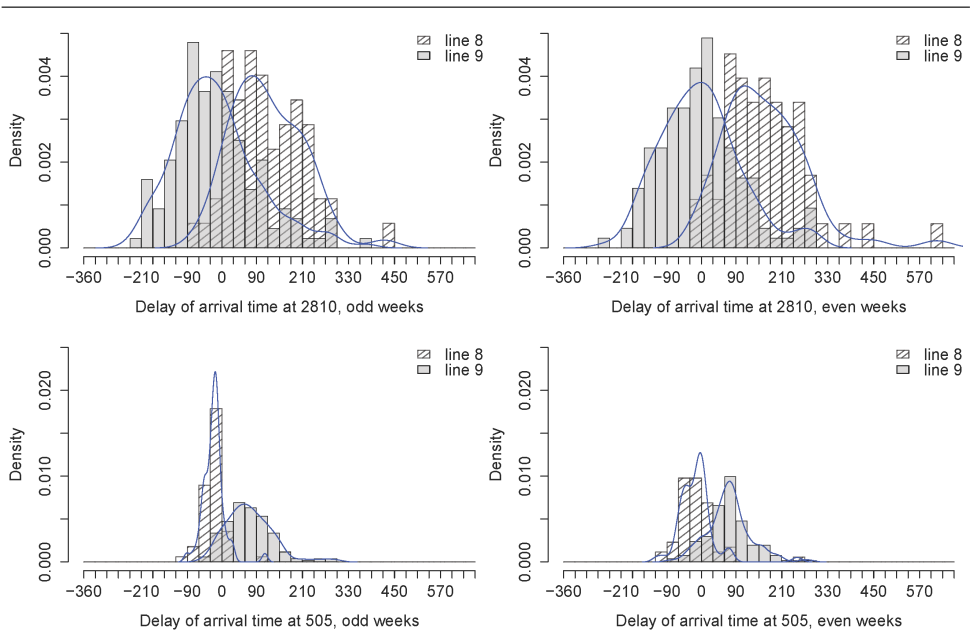 line 8
line 9
Density
0.000
0.002
0.004
−360 −210 −90 0 90 210 330 450 570
Delay of arrival time at 2810, odd weeks
line 8
line 9
Density
0.000
0.002
0.004
−360 −210 −90 0 90 210 330 450 570
Delay of arrival time at 2810, even weeks
line 8
line 9
Density
0.000
0.010
0.020
−360 −210 −90 0 90 210 330 450 570
Delay of arrival time at 505, odd weeks
line 8
line 9
Density
0.000
0.010
0.020
−360 −210 −90 0 90 210 330 450 570
Delay of arrival time at 505, even weeks